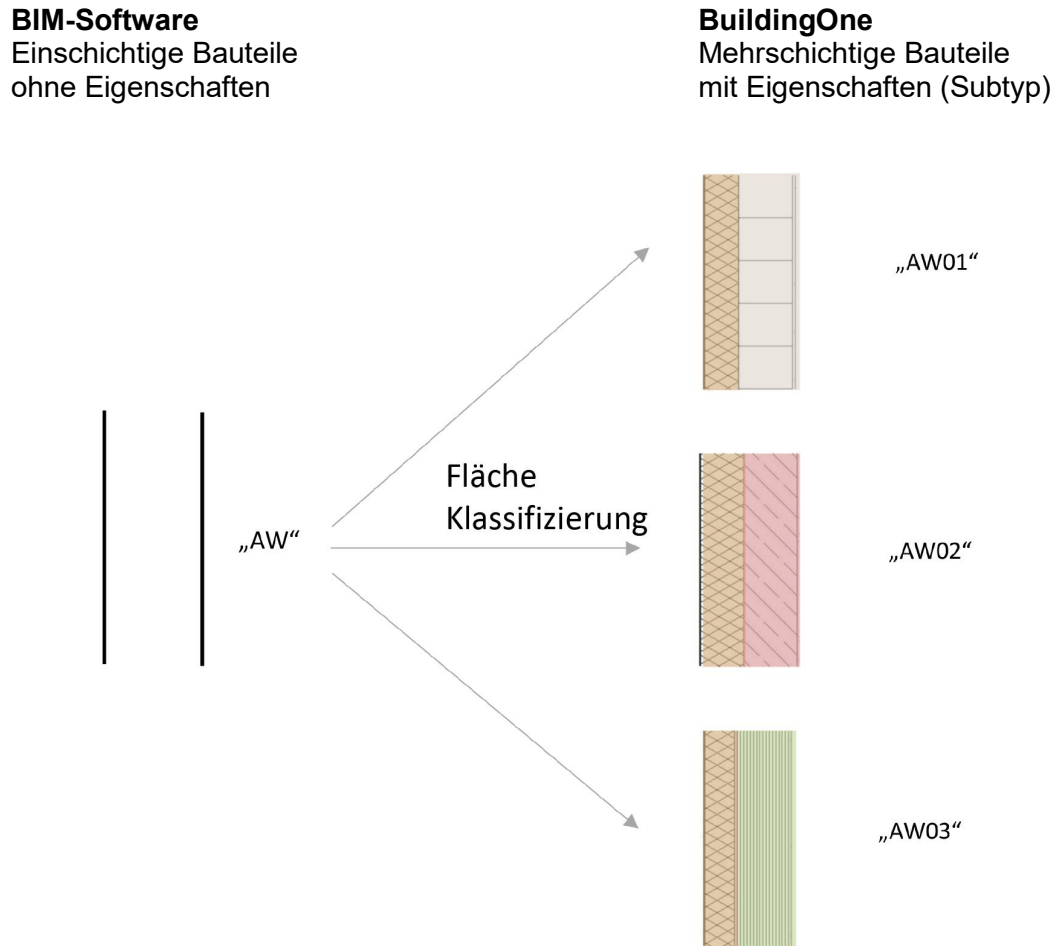 BIM-Software
Einschichtige Bauteile
ohne Eigenschaften
BuildingOne
Mehrschichtige Bauteile
mit Eigenschaften (Subtyp)
„AW01“
Fläche
Klassifizierung
„AW“
„AW02“
„AW03“